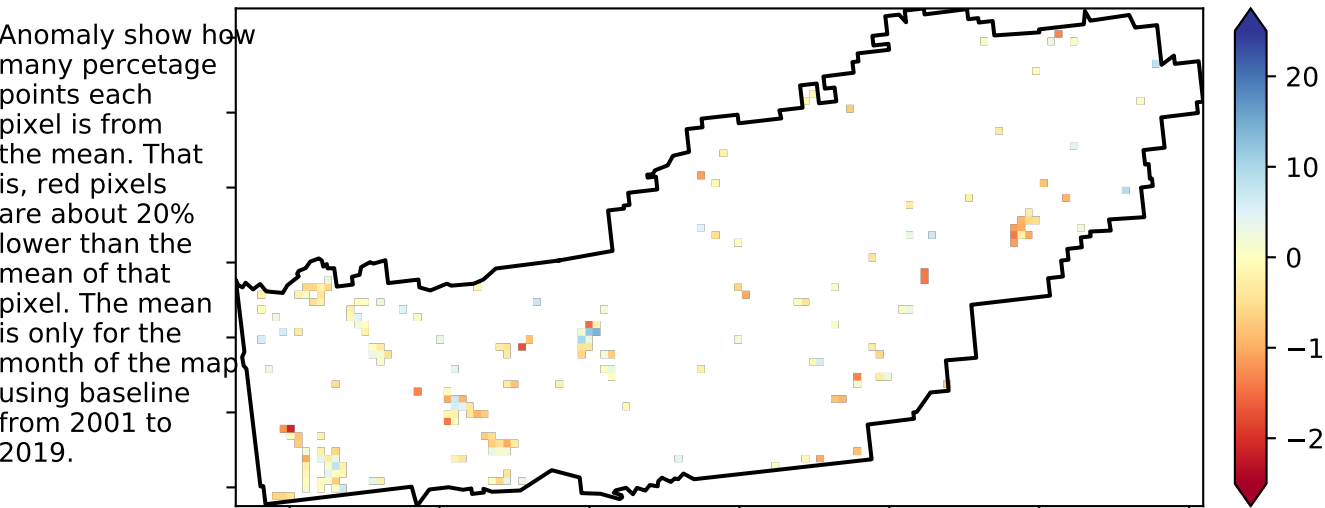 Anomaly show how
many percetage
points each
pixel is from
the mean. That
is, red pixels
are about 20%
lower than the
mean of that
pixel. The mean
is only for the
month of the map
using baseline
from 2001 to
2019.
20
10
0
−1
−2